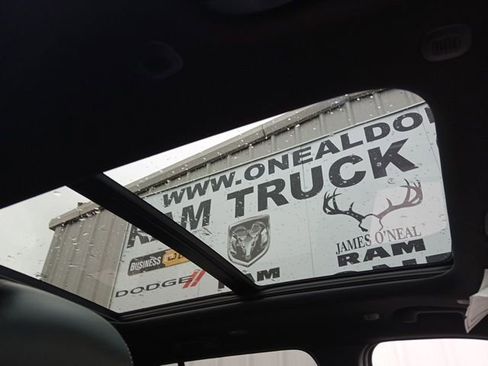 WWW.ONEALDO
RAM TRUCK
JAMES O'NEAL
RAM
BUSINESS
DODGE
RAM